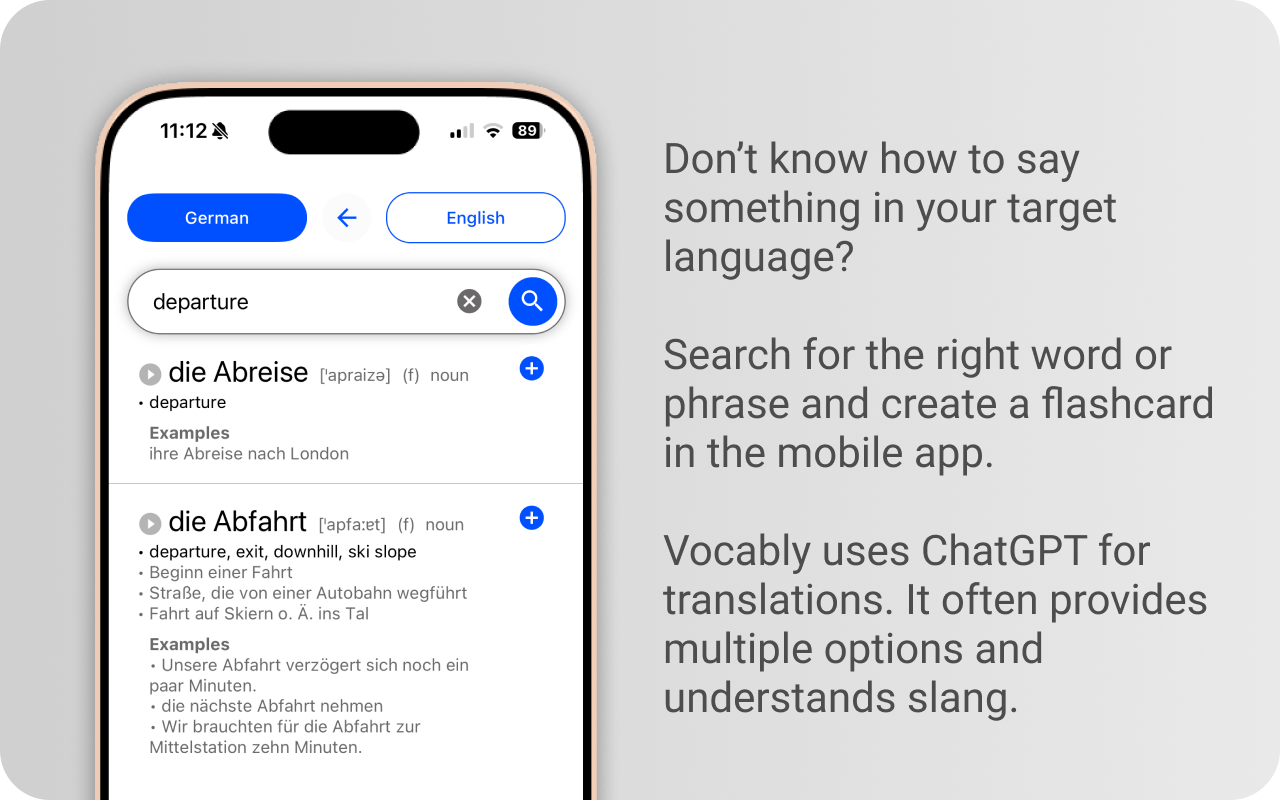 11:12
89
German
English
departure
die Abreise ['apraizə] (f) noun
• departure
Examples
ihre Abreise nach London
die Abfahrt ['apfa:ɐt] (f) noun
• departure, exit, downhill, ski slope
• Beginn einer Fahrt
• Straße, die von einer Autobahn wegführt
• Fahrt auf Skiern o. Ä. ins Tal
Examples
• Unsere Abfahrt verzögert sich noch ein
paar Minuten.
• die nächste Abfahrt nehmen
• Wir brauchten für die Abfahrt zur
Mittelstation zehn Minuten.
Don’t know how to say
something in your target
language?
Search for the right word or
phrase and create a flashcard
in the mobile app.
Vocably uses ChatGPT for
translations. It often provides
multiple options and
understands slang.